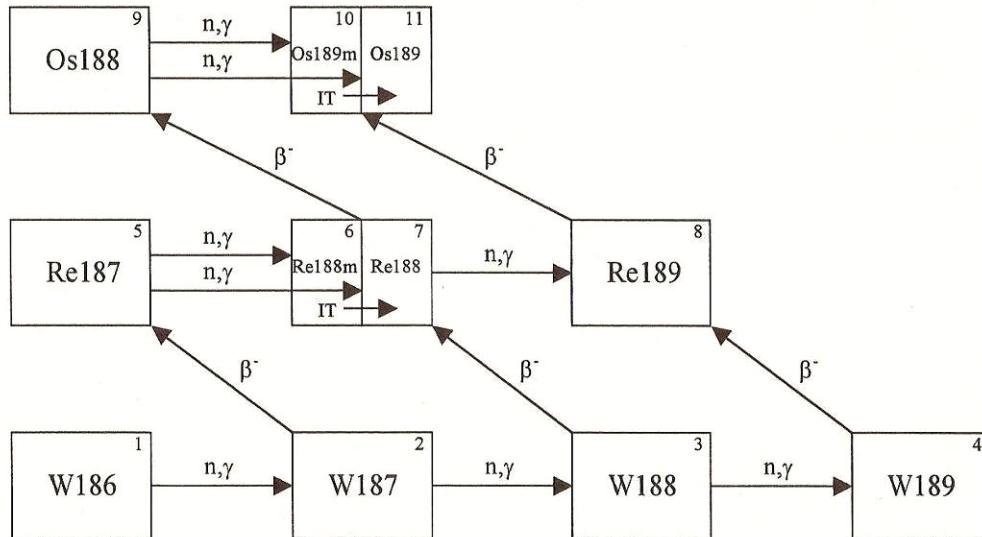 9
10
11
Os188
n,γ
n,γ
Os189m
Os189
IT
β⁻
β⁻
5
6
7
8
Re187
n,γ
n,γ
Re188m
Re188
IT
n,γ
Re189
β⁻
β⁻
β⁻
1
2
3
4
W186
n,γ
W187
n,γ
W188
n,γ
W189